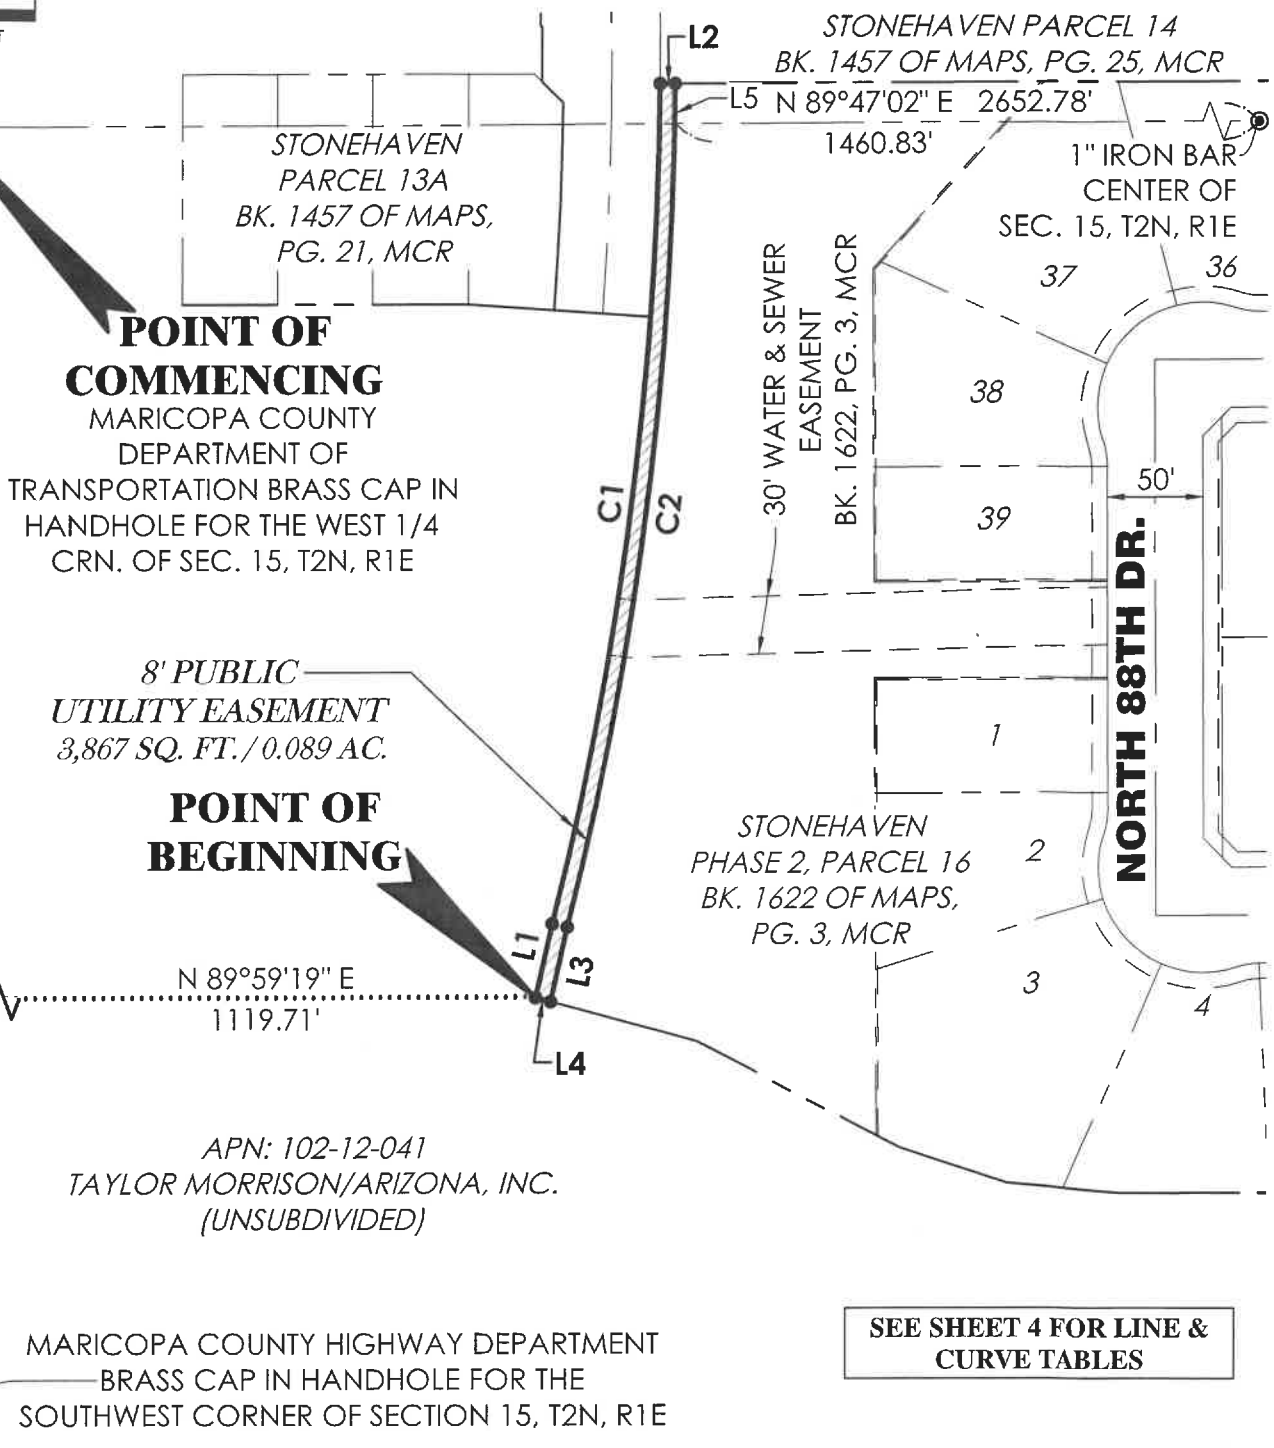 L2
STONEHAVEN PARCEL 14
BK. 1457 OF MAPS, PG. 25, MCR
L5
N 89°47'02" E 2652.78'
1460.83'
1" IRON BAR
CENTER OF
SEC. 15, T2N, R1E
STONEHAVEN
PARCEL 13A
BK. 1457 OF MAPS,
PG. 21, MCR
36
37
38
39
POINT OF
COMMENCING
MARICOPA COUNTY
DEPARTMENT OF
TRANSPORTATION BRASS CAP IN
HANDHOLE FOR THE WEST 1/4
CRN. OF SEC. 15, T2N, R1E
30' WATER & SEWER
EASEMENT
BK. 1622, PG. 3, MCR
C1
C2
50'
NORTH 88TH DR.
8' PUBLIC
UTILITY EASEMENT
3,867 SQ. FT. / 0.089 AC.
1
2
3
4
POINT OF
BEGINNING
STONEHAVEN
PHASE 2, PARCEL 16
BK. 1622 OF MAPS,
PG. 3, MCR
L1
L3
N 89°59'19" E
1119.71'
L4
APN: 102-12-041
TAYLOR MORRISON/ARIZONA, INC.
(UNSUBDIVIDED)
SEE SHEET 4 FOR LINE &
CURVE TABLES
MARICOPA COUNTY HIGHWAY DEPARTMENT
BRASS CAP IN HANDHOLE FOR THE
SOUTHWEST CORNER OF SECTION 15, T2N, R1E